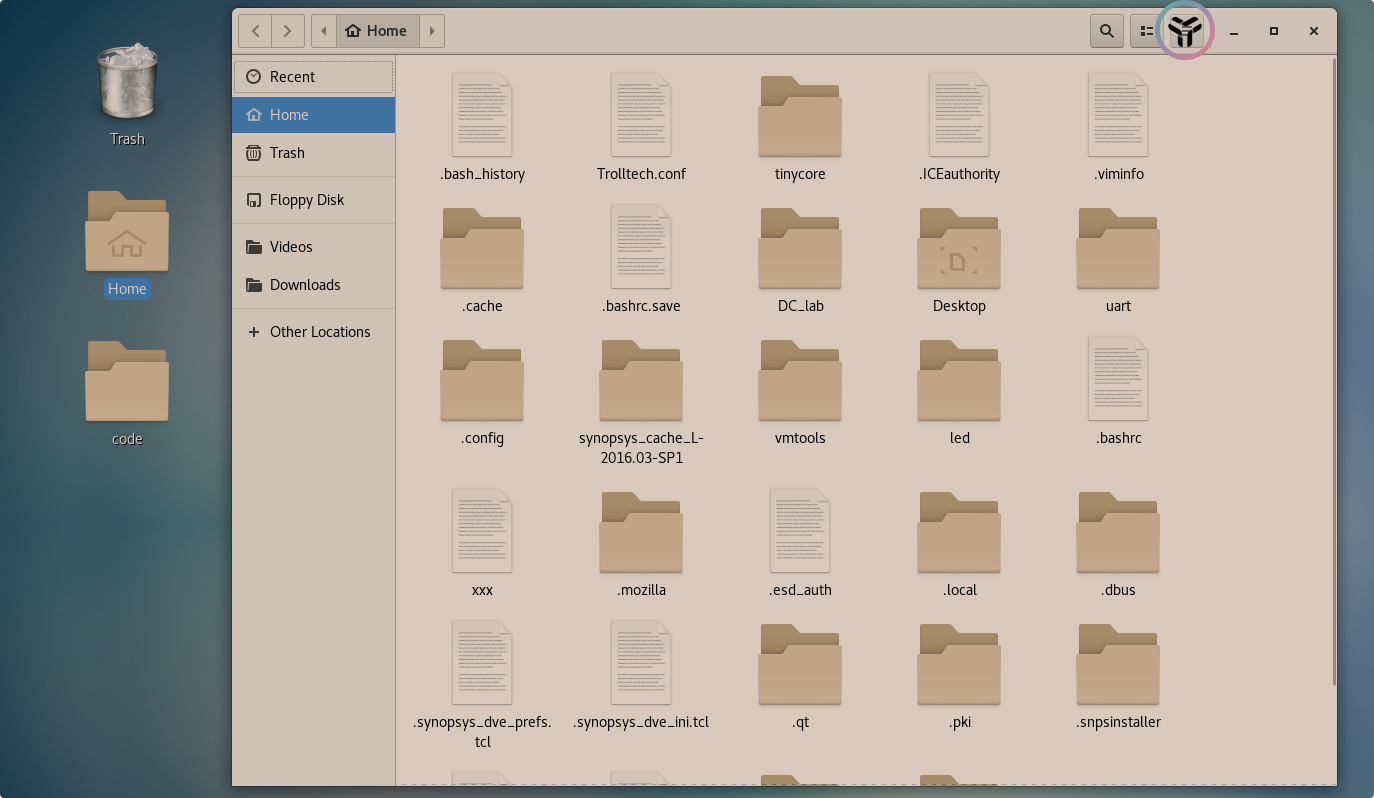 Home
Trash
Home
code
Recent
Home
Trash
Floppy Disk
Videos
Downloads
Other Locations
.bash_history
Trolltech.conf
tinycore
.ICEauthority
.viminfo
.cache
.bashrc.save
DC_lab
Desktop
uart
.config
synopsys_cache_L-
2016.03-SP1
vmtools
led
.bashrc
xxx
.mozilla
.esd_auth
.local
.dbus
.synopsys_dve_prefs.
tcl
.synopsys_dve_ini.tcl
.qt
.pki
.snpsinstaller